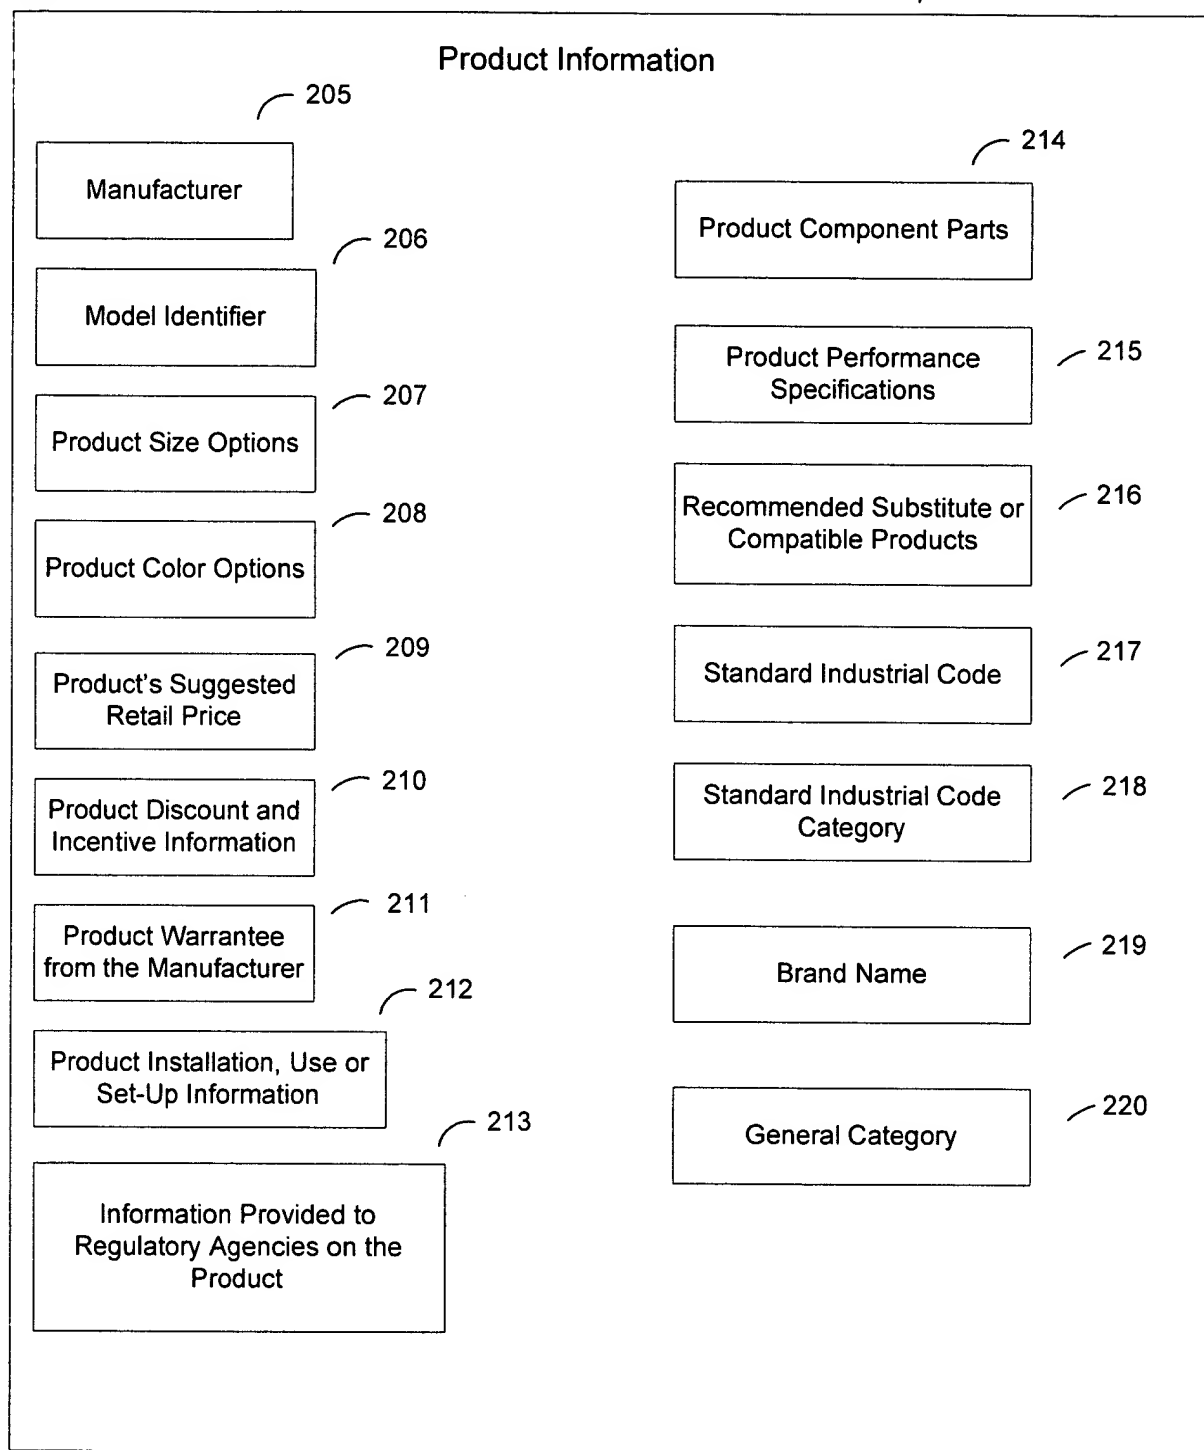 Product Information
205
Manufacturer
206
Model Identifier
207
Product Size Options
208
Product Color Options
209
Product's Suggested
Retail Price
210
Product Discount and
Incentive Information
211
Product Warrantee
from the Manufacturer
212
Product Installation, Use or
Set-Up Information
213
Information Provided to
Regulatory Agencies on the
Product
214
Product Component Parts
215
Product Performance
Specifications
216
Recommended Substitute or
Compatible Products
217
Standard Industrial Code
218
Standard Industrial Code
Category
219
Brand Name
220
General Category